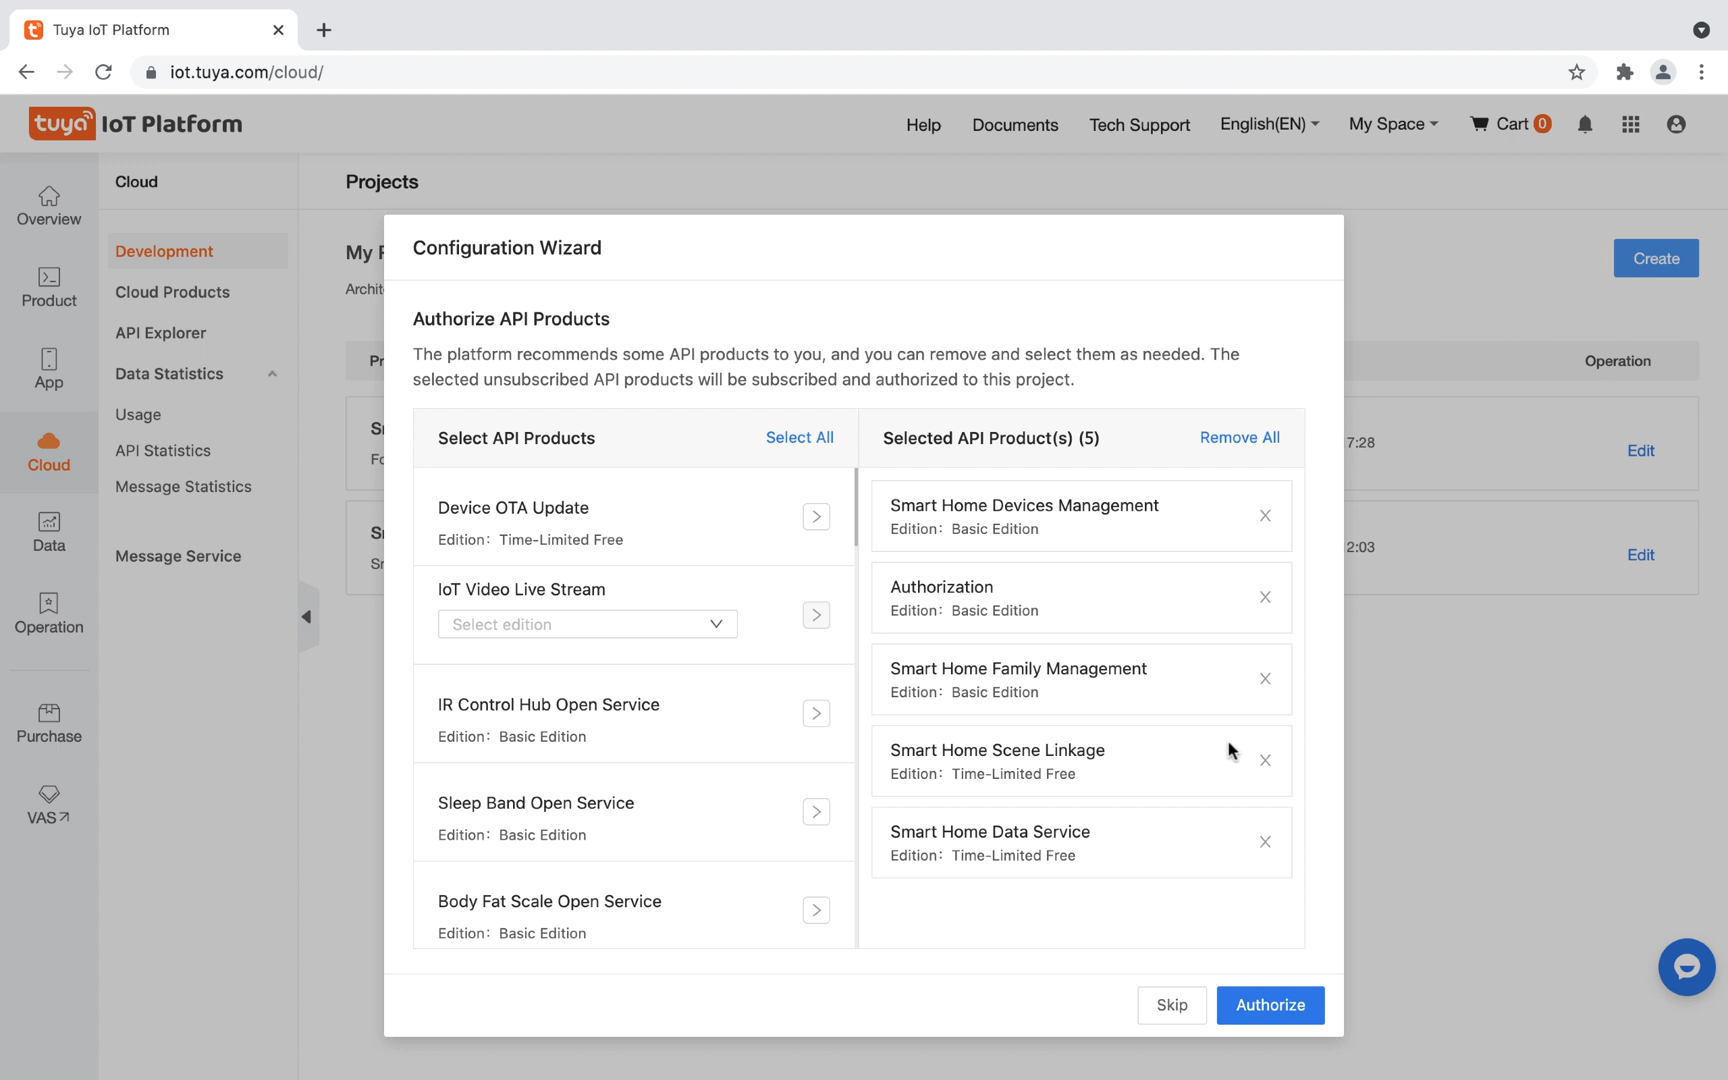 Tuya IoT Platform
iot.tuya.com/cloud/
tuya IoT Platform
Help
Documents
Tech Support
English(EN)
My Space
Cart 0
Overview
Product
App
Cloud
Data
Operation
Purchase
VAS
Cloud
Development
Cloud Products
API Explorer
Data Statistics
Usage
API Statistics
Message Statistics
Message Service
Projects
My
Create
Operation
7:28
Edit
2:03
Edit
Configuration Wizard
Authorize API Products
The platform recommends some API products to you, and you can remove and select them as needed. The
selected unsubscribed API products will be subscribed and authorized to this project.
Select API Products
Select All
Device OTA Update
Edition: Time-Limited Free
IoT Video Live Stream
Select edition
IR Control Hub Open Service
Edition: Basic Edition
Sleep Band Open Service
Edition: Basic Edition
Body Fat Scale Open Service
Edition: Basic Edition
Selected API Product(s) (5)
Remove All
Smart Home Devices Management
Edition: Basic Edition
Authorization
Edition: Basic Edition
Smart Home Family Management
Edition: Basic Edition
Smart Home Scene Linkage
Edition: Time-Limited Free
Smart Home Data Service
Edition: Time-Limited Free
Skip
Authorize